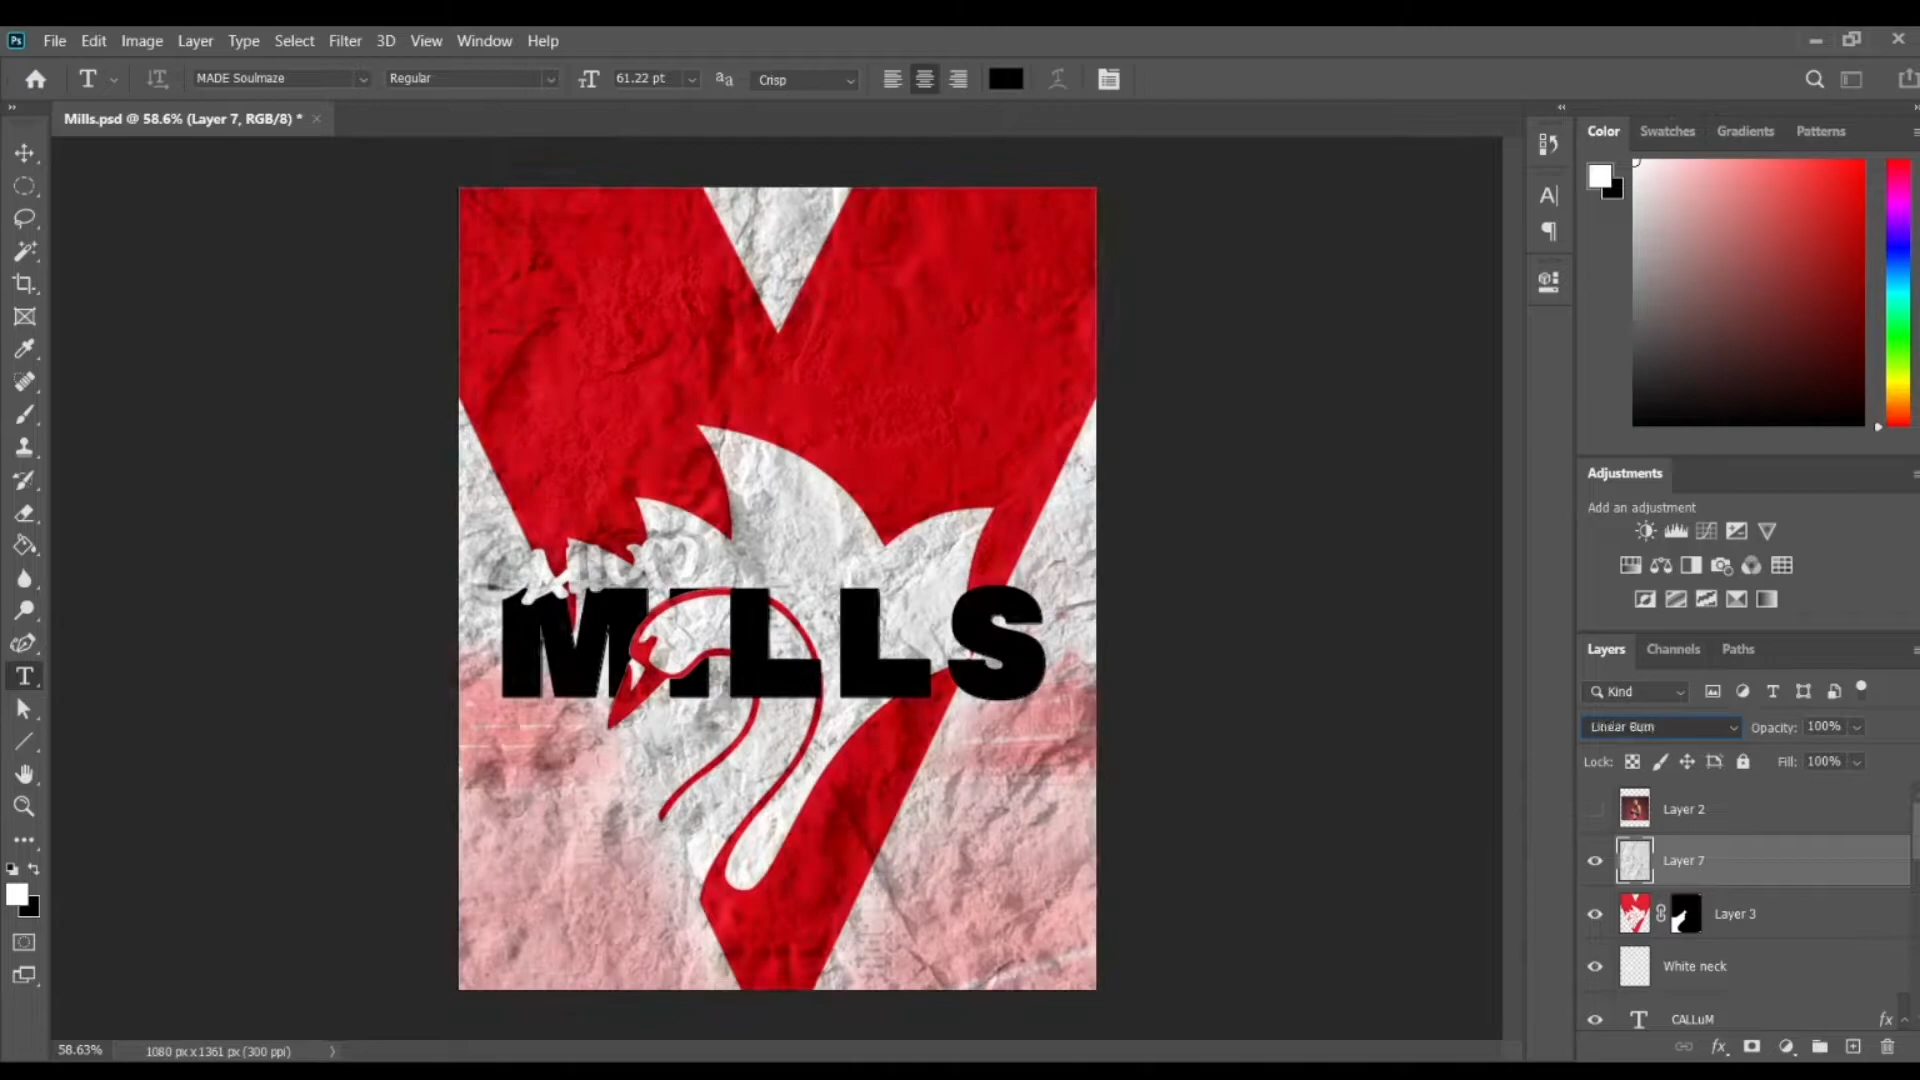 Ps File Edit Image Layer Type Select Filter 3D View Window Help
T MADE Soulmaze Regular 61.22 pt aa Crisp
Mills.psd @ 58.6% (Layer 7, RGB/8) *
Color Swatches Gradients Patterns
Adjustments
Add an adjustment
MILLS
Layers Channels Paths
Kind
Linear Burn Opacity: 100%
Lock: Fill: 100%
Layer 2
Layer 7
Layer 3
White neck
T CALLuM fx
58.63% 1080 px x 1361 px (300 ppi)
fx